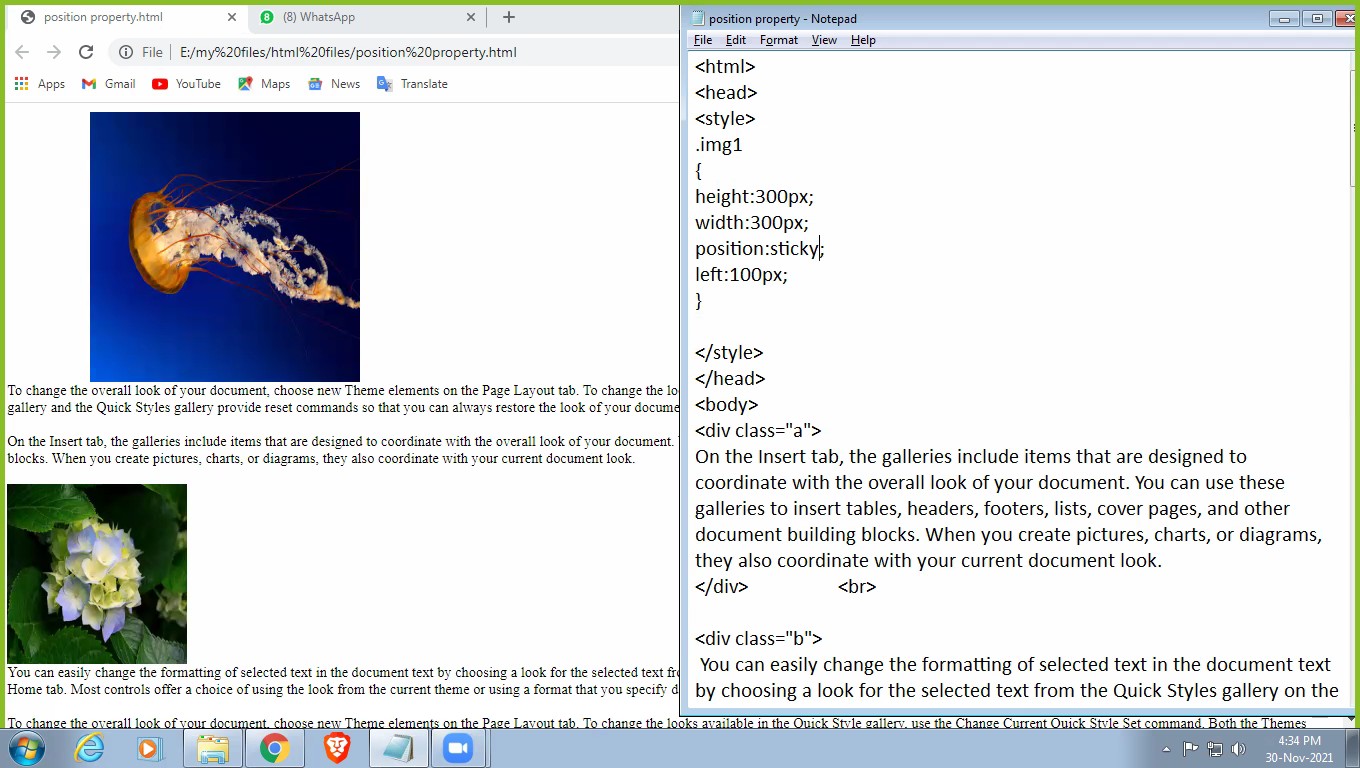 position property.html
(8) WhatsApp
File
E:/my%20files/html%20files/position%20property.html
Apps
Gmail
YouTube
Maps
News
Translate
To change the overall look of your document, choose new Theme elements on the Page Layout tab. To change the
gallery and the Quick Styles gallery provide reset commands so that you can always restore the look of your
On the Insert tab, the galleries include items that are designed to coordinate with the overall look of your document.
blocks. When you create pictures, charts, or diagrams, they also coordinate with your current document look.
You can easily change the formatting of selected text in the document text by choosing a look for the selected text
Home tab. Most controls offer a choice of using the look from the current theme or using a format that you specify
To change the overall look of your document, choose new Theme elements on the Page Layout tab. To change the looks available in the Quick Style gallery, use the Change Current Quick Style Set command. Both the Themes
position property - Notepad
File Edit Format View Help
<html>
<head>
<style>
.img1
{
height:300px;
width:300px;
position:sticky;
left:100px;
}
</style>
</head>
<body>
<div class="a">
On the Insert tab, the galleries include items that are designed to
coordinate with the overall look of your document. You can use these
galleries to insert tables, headers, footers, lists, cover pages, and other
document building blocks. When you create pictures, charts, or diagrams,
they also coordinate with your current document look.
</div> <br>
<div class="b">
You can easily change the formatting of selected text in the document text
by choosing a look for the selected text from the Quick Styles gallery on the
4:34 PM
30-Nov-2021